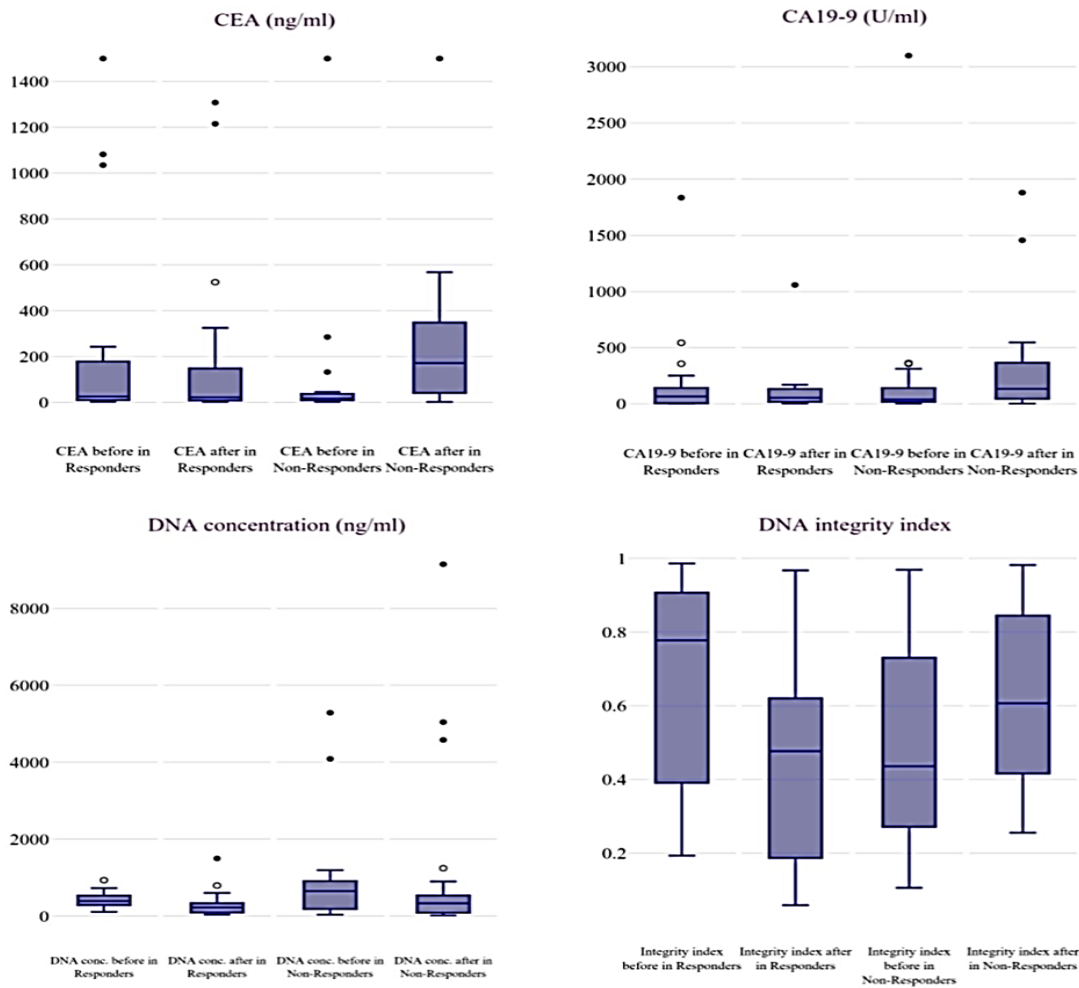 CEA (ng/ml)
1400
1200
1000
800
600
400
200
0
CEA before in
Responders
CEA after in
Responders
CEA before in
Non-Responders
CEA after in
Non-Responders
CA19-9 (U/ml)
3000
2500
2000
1500
1000
500
0
CA19-9 before in
Responders
CA19-9 after in
Responders
CA19-9 before in
Non-Responders
CA19-9 after in
Non-Responders
DNA concentration (ng/ml)
8000
6000
4000
2000
0
DNA conc. before in
Responders
DNA conc. after in
Responders
DNA conc. before in
Non-Responders
DNA conc. after in
Non-Responders
DNA integrity index
1
0.8
0.6
0.4
0.2
Integrity index
before in Responders
Integrity index after
in Responders
Integrity index
before in
Non-Responders
Integrity index after
in Non-Responders